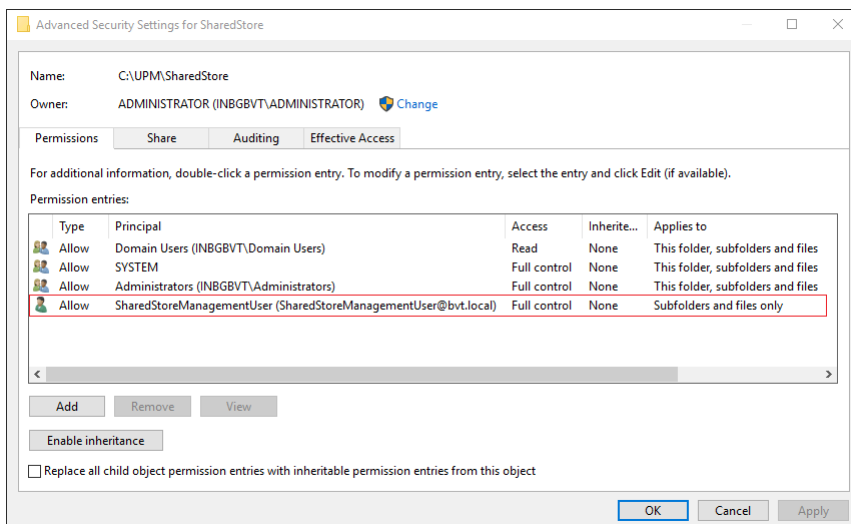 Advanced Security Settings for SharedStore
Name: C:\UPM\SharedStore
Owner: ADMINISTRATOR (INBGBVT\ADMINISTRATOR) Change
Permissions Share Auditing Effective Access
For additional information, double-click a permission entry. To modify a permission entry, select the entry and click Edit (if available).
Permission entries:
Type Principal Access Inherite... Applies to
Allow Domain Users (INBGBVT\Domain Users) Read None This folder, subfolders and files
Allow SYSTEM Full control None This folder, subfolders and files
Allow Administrators (INBGBVT\Administrators) Full control None This folder, subfolders and files
Allow SharedStoreManagementUser (SharedStoreManagementUser@bvt.local) Full control None Subfolders and files only
Add Remove View
Enable inheritance
Replace all child object permission entries with inheritable permission entries from this object
OK Cancel Apply